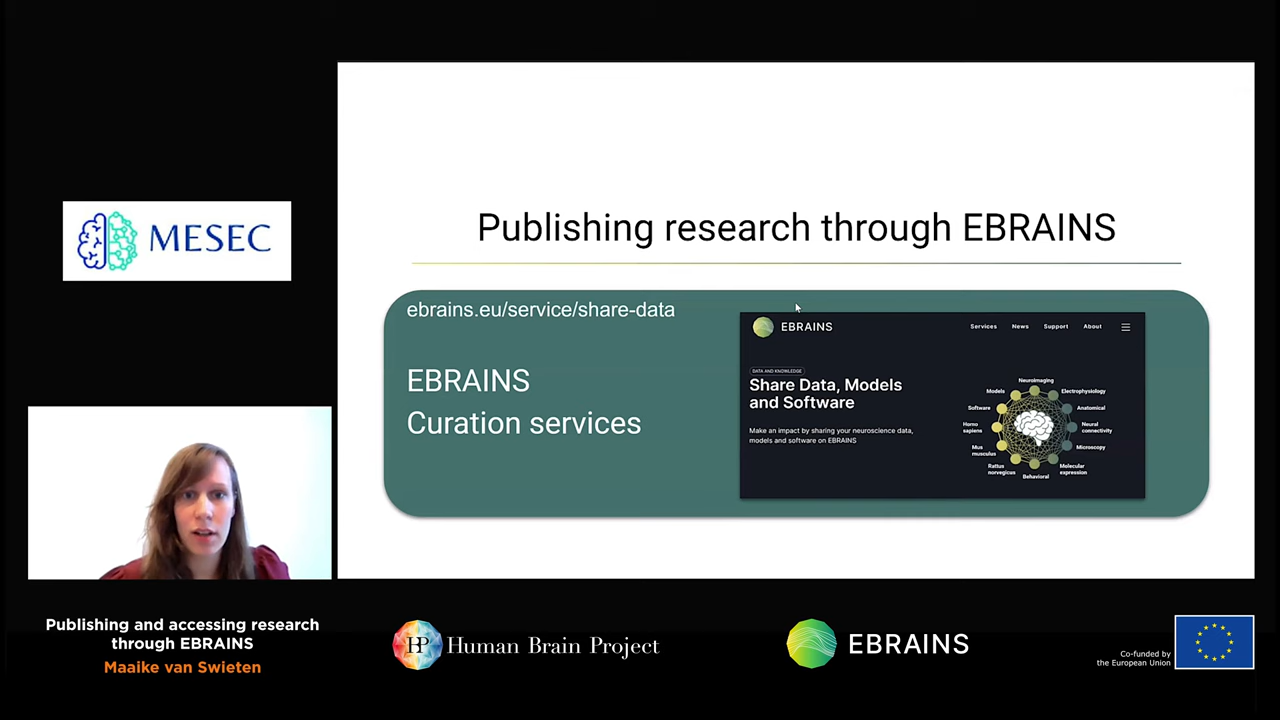 MESEC
Publishing research through EBRAINS
ebrains.eu/service/share-data
EBRAINS
Curation services
EBRAINS
Services
News
Support
About
DATA AND KNOWLEDGE
Share Data, Models
and Software
Make an impact by sharing your neuroscience data,
models and software on EBRAINS
Neuroimaging
Models
Electrophysiology
Software
Anatomical
Homo
sapiens
Neural
connectivity
Mus
musculus
Microscopy
Rattus
norvegicus
Molecular
expression
Behavioral
Publishing and accessing research
through EBRAINS
Maaike van Swieten
HBP
Human Brain Project
EBRAINS
Co-funded by
the European Union